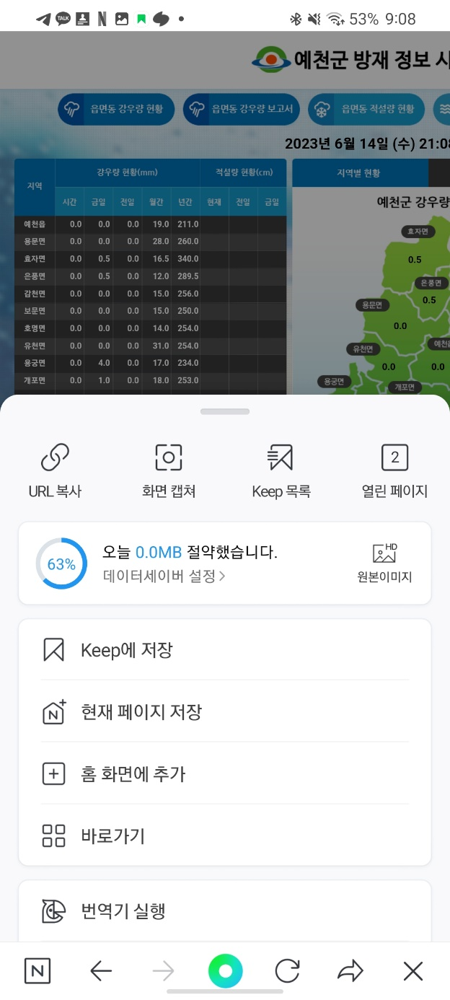 TALK N 53% 9:08
예천군 방재 정보 시
읍면동 강우량 현황 읍면동 강우량 보고서 읍면동 적설량 현황
2023년 6월 14일 (수) 21:08
지역 강우량 현황(mm) 적설량 현황(cm)
시간 금일 전일 월간 년간 현재 전일 금일
예천읍 0.0 0.0 0.0 19.0 211.0
용문면 0.0 0.0 0.0 28.0 260.0
효자면 0.0 0.5 0.0 16.5 340.0
은풍면 0.0 0.5 0.0 12.0 289.5
감천면 0.0 0.0 0.0 15.0 256.0
보문면 0.0 0.0 0.0 15.0 250.0
호명면 0.0 0.0 0.0 14.0 254.0
유천면 0.0 0.0 0.0 31.0 254.0
용궁면 0.0 4.0 0.0 17.0 234.0
개포면 0.0 1.0 0.0 18.0 253.0
지역별 현황
예천군 강우량
효자면
0.5
은풍면
0.5
용문면
0.0
유천면 예천읍
0.0 0.0
용궁면 개포면
URL 복사 화면 캡쳐 Keep 목록 2 열린 페이지
63% 오늘 0.0MB 절약했습니다.
데이터세이버 설정 >
HD
원본이미지
Keep에 저장
N+ 현재 페이지 저장
홈 화면에 추가
바로가기
번역기 실행
N